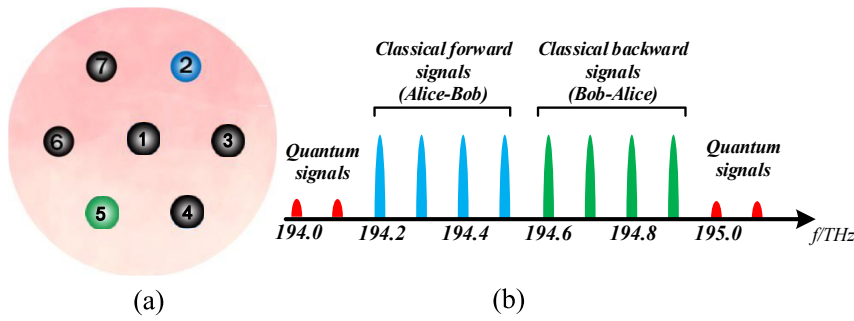 7
2
6
1
3
5
4
(a)
Classical forward
signals
(Alice-Bob)
Classical backward
signals
(Bob-Alice)
Quantum
signals
Quantum
signals
194.0
194.2
194.4
194.6
194.8
195.0
f/THz
(b)